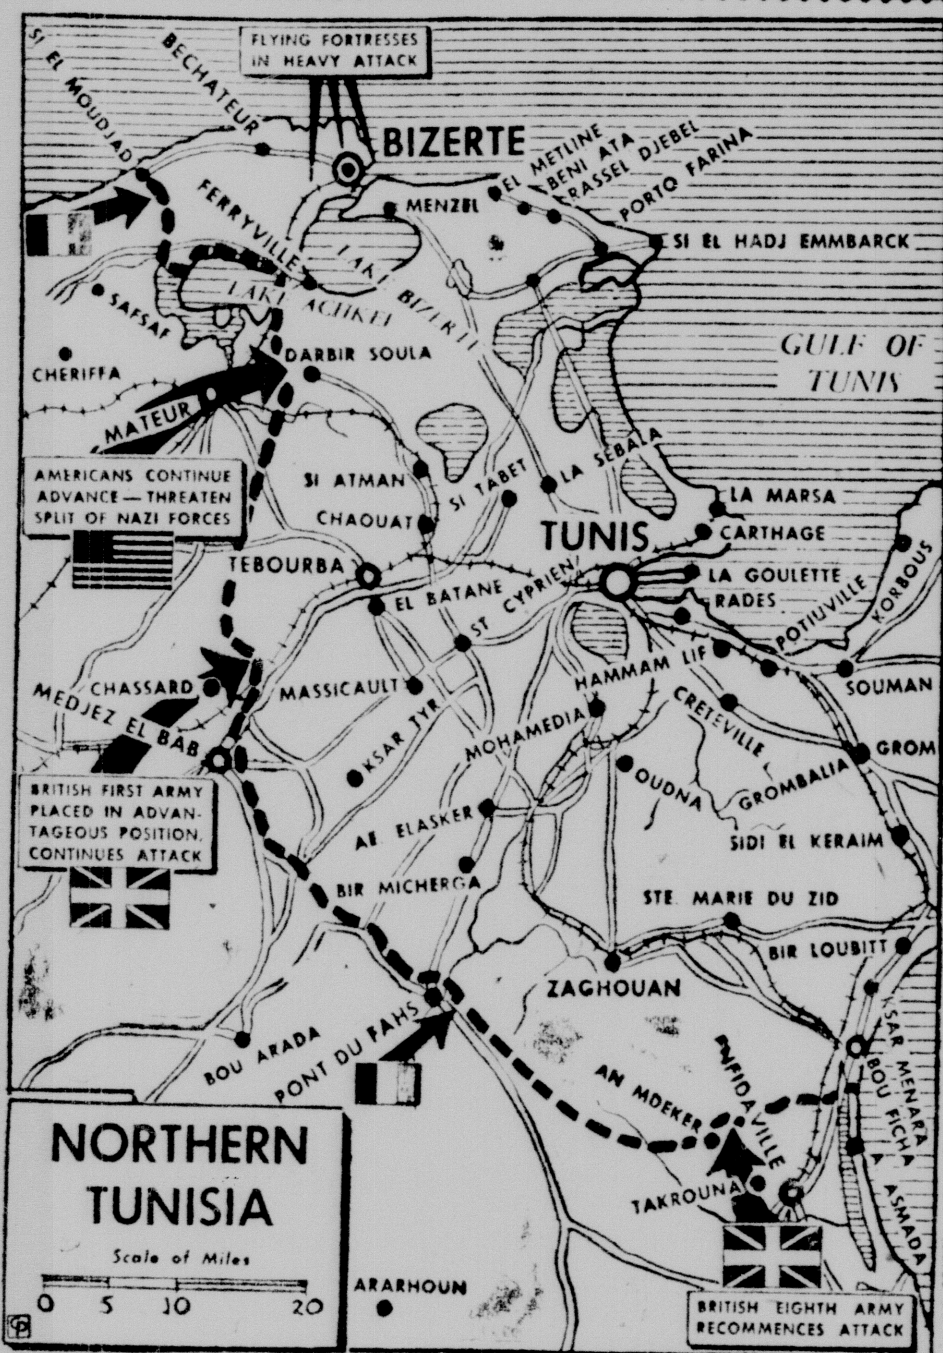 FLYING FORTRESSES
IN HEAVY ATTACK
SI EL MOUDJAD
BECHATEUR
BIZERTE
EL METLINE
BENI ATA
RASSEL DJEBEL
PORTO FARINA
FERRYVILLE
MENZEL
SI EL HADJ EMMBARCK
LAKE BIZERTE
LAKE ACHKEL
SAFSAF
GULF OF
TUNIS
CHERIFFA
DARBIR SOULA
MATEUR
AMERICANS CONTINUE
ADVANCE — THREATEN
SPLIT OF NAZI FORCES
SI ATMAN
SI TABET
LA SEBALA
CHAOUAT
LA MARSA
TUNIS
CARTHAGE
TEBOURBA
EL BATANE
ST CYPRIEN
LA GOULETTE
RADES
POTIUVILLE
KORBOUS
CHASSARD
MASSICAULT
HAMMAM LIF
SOUMAN
MEDJEZ EL BAB
KSAR TYR
MOHAMEDIA
CRETEVILLE
GROM
OUDNA
GROMBALIA
BRITISH FIRST ARMY
PLACED IN ADVAN-
TAGEOUS POSITION,
CONTINUES ATTACK
AE. ELASKER
SIDI EL KERAIM
BIR MICHERGA
STE. MARIE DU ZID
BIR LOUBITT
ZAGHOUAN
KSAR MENARA
BOU ARADA
PONT DU FAHS
AN MDEKER
ENFIDAVILLE
BOU FICHA
A ASMADA
TAKROUNA
NORTHERN
TUNISIA
Scale of Miles
0 5 10 20
ARARHOUN
BRITISH EIGHTH ARMY
RECOMMENCES ATTACK
CP